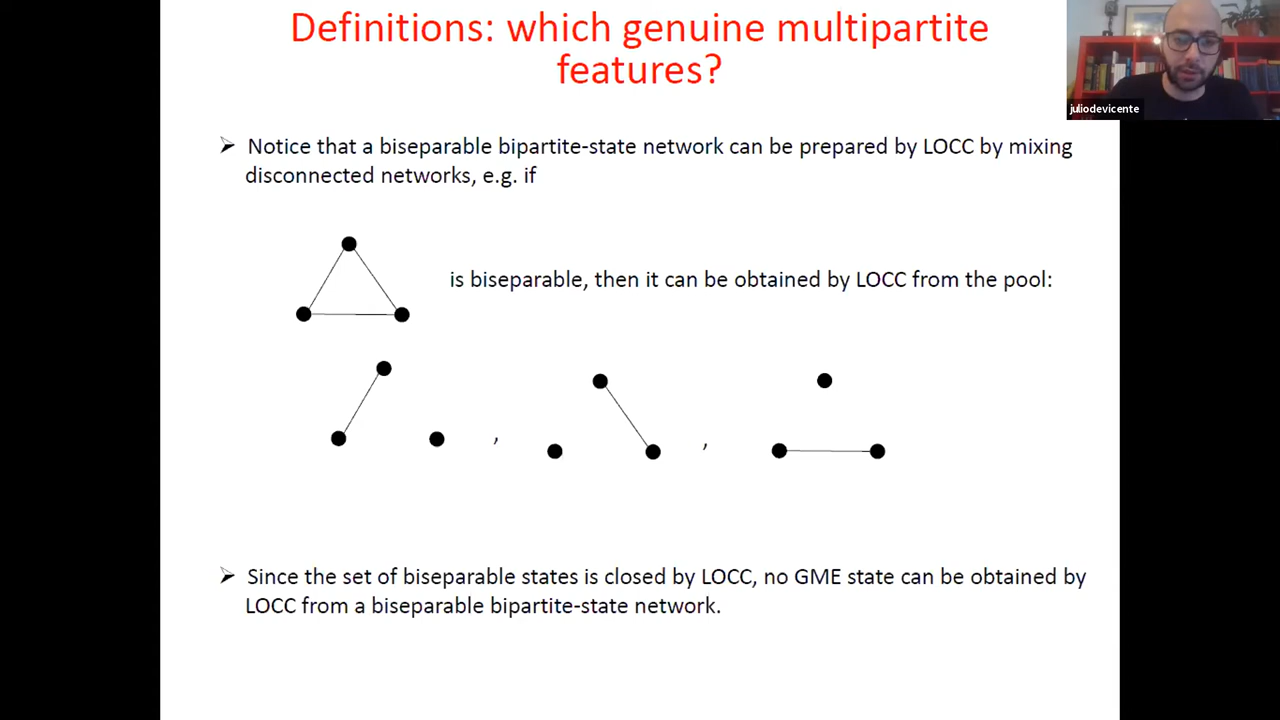 Definitions: which genuine multipartite
features?
juliodevicente
➢ Notice that a biseparable bipartite-state network can be prepared by LOCC by mixing
disconnected networks, e.g. if
is biseparable, then it can be obtained by LOCC from the pool:
, ,
➢ Since the set of biseparable states is closed by LOCC, no GME state can be obtained by
LOCC from a biseparable bipartite-state network.